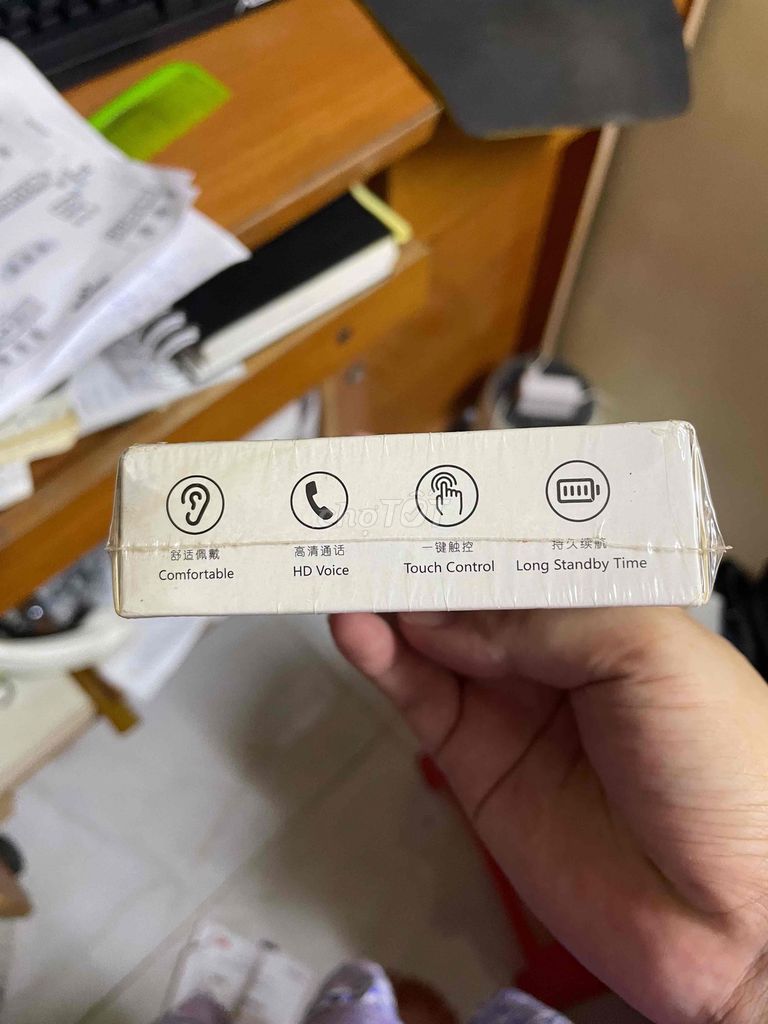 choTỐT
舒适佩戴
Comfortable
高清通话
HD Voice
一键触控
Touch Control
持久续航
Long Standby Time